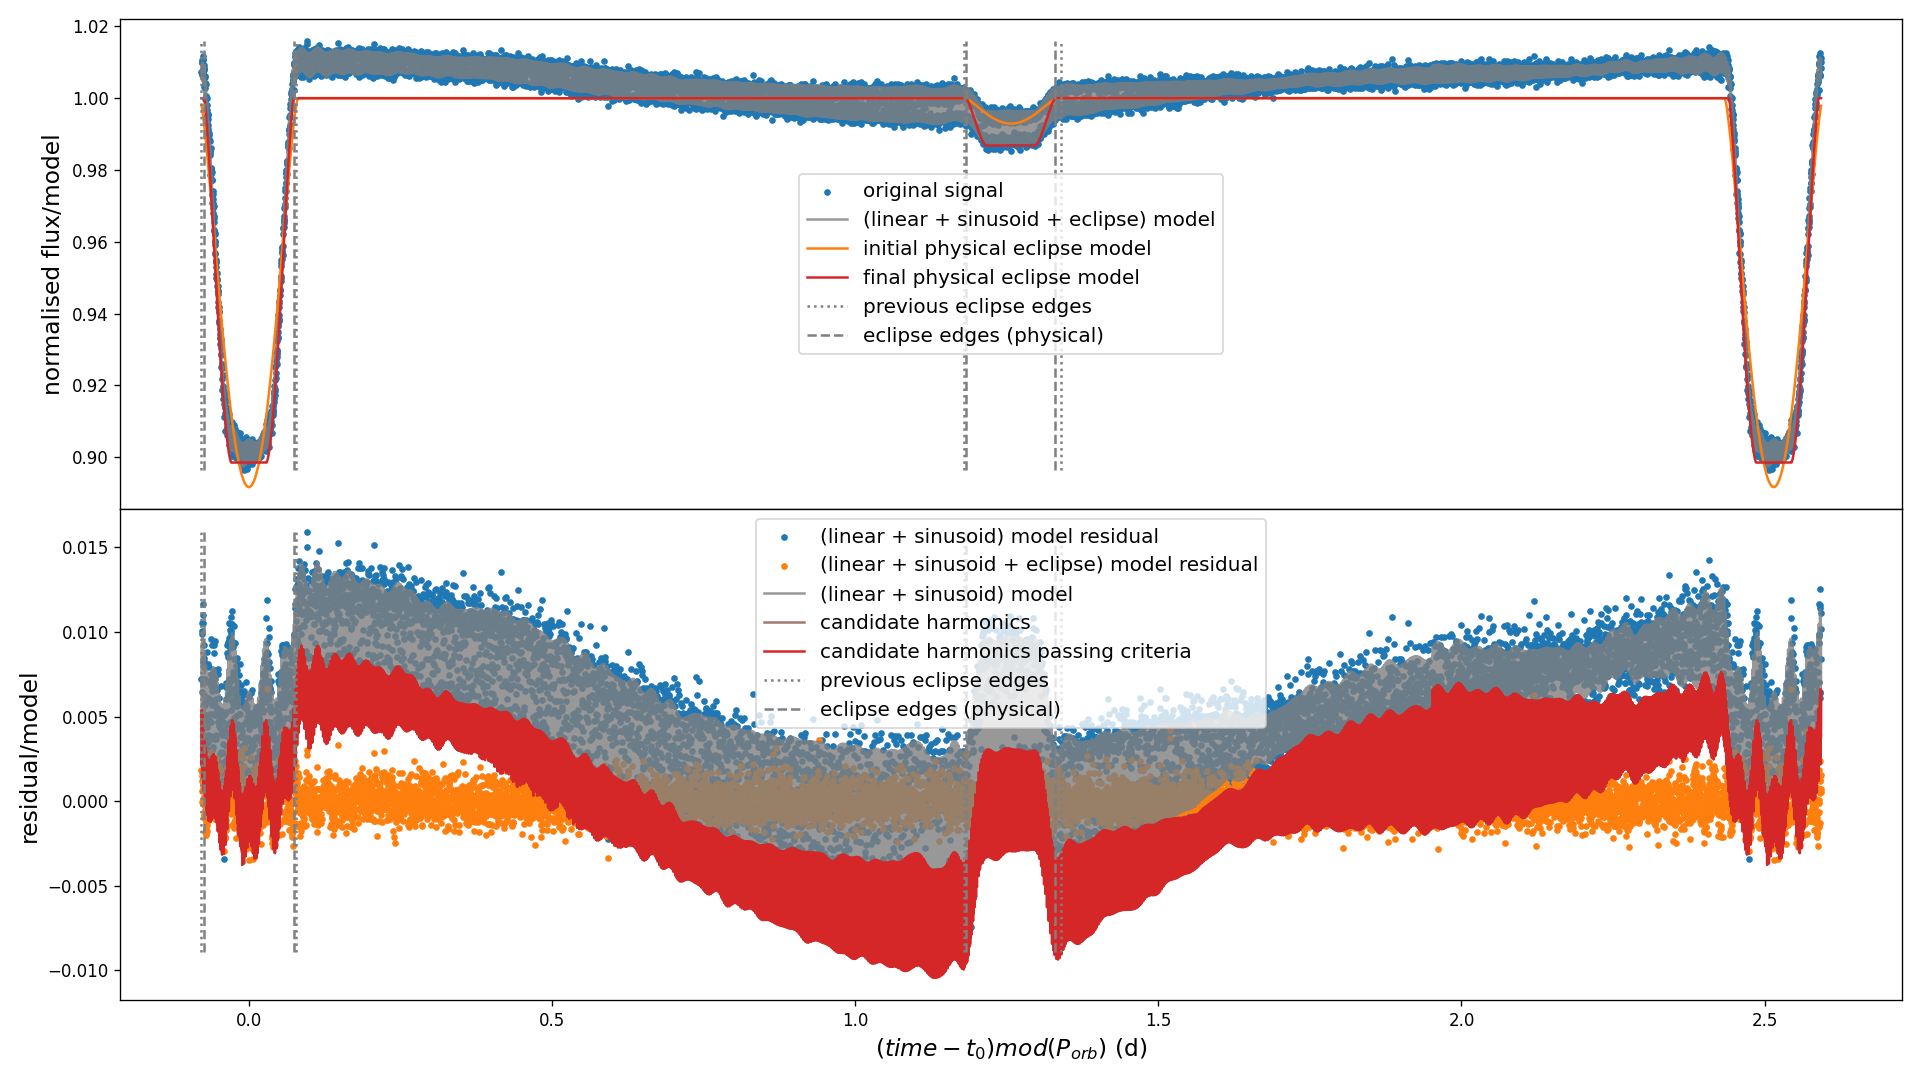 1.02
1.00
0.98
0.96
0.94
0.92
0.90
normalised flux/model
original signal
(linear + sinusoid + eclipse) model
initial physical eclipse model
final physical eclipse model
previous eclipse edges
eclipse edges (physical)
0.015
0.010
0.005
0.000
−0.005
−0.010
residual/model
(linear + sinusoid) model residual
(linear + sinusoid + eclipse) model residual
(linear + sinusoid) model
candidate harmonics
candidate harmonics passing criteria
previous eclipse edges
eclipse edges (physical)
0.0 0.5 1.0 1.5 2.0 2.5
(time − t₀)mod(P_orb) (d)